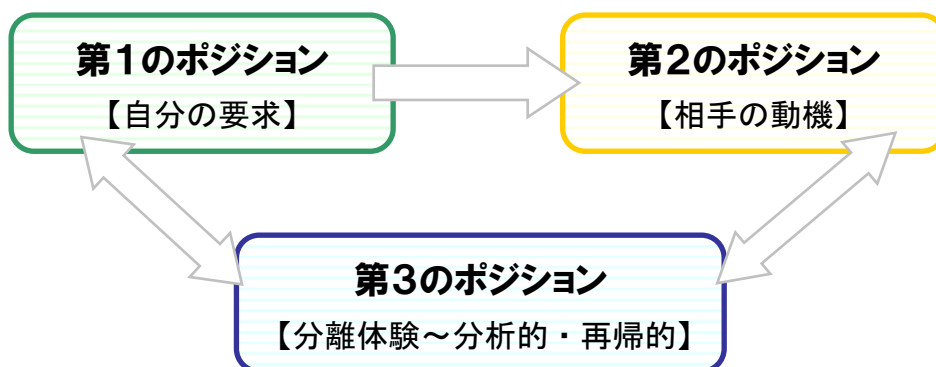 第1のポジション
【自分の要求】
第2のポジション
【相手の動機】
第3のポジション
【分離体験～分析的・再帰的】